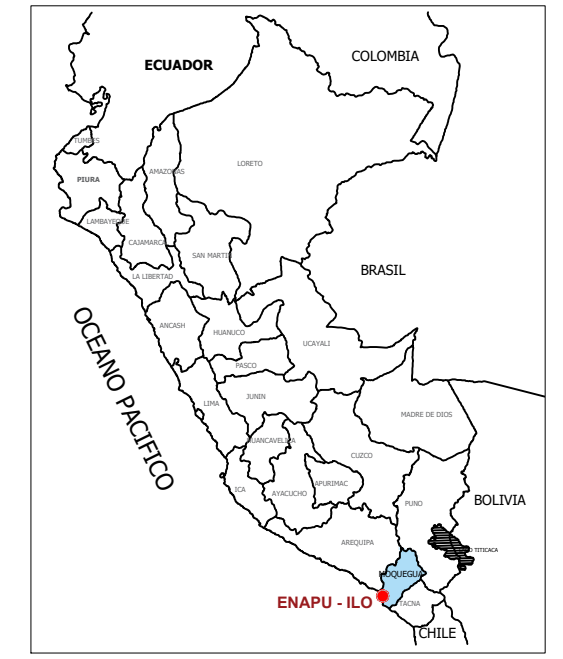 COLOMBIA
ECUADOR
TUMBES
LORETO
AMAZONAS
PIURA
LAMBAYEQUE
CAJAMARCA
SAN MARTIN
BRASIL
LA LIBERTAD
ANCASH
HUANUCO
UCAYALI
OCEANO PACIFICO
PASCO
LIMA
JUNIN
MADRE DE DIOS
HUANCAVELICA
CUZCO
ICA
AYACUCHO
APURIMAC
PUNO
BOLIVIA
AREQUIPA
TITICACA
MOQUEGUA
ENAPU - ILO
TACNA
CHILE